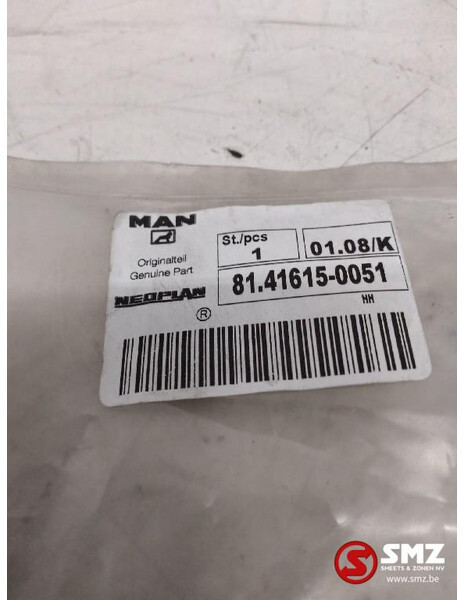 MAN
Originalteil
Genuine Part
NEOPLAN
®
St./pcs
1
01.08/K
81.41615-0051
HH
SMZ
SMEETS & ZONEN NV
www.smz.be